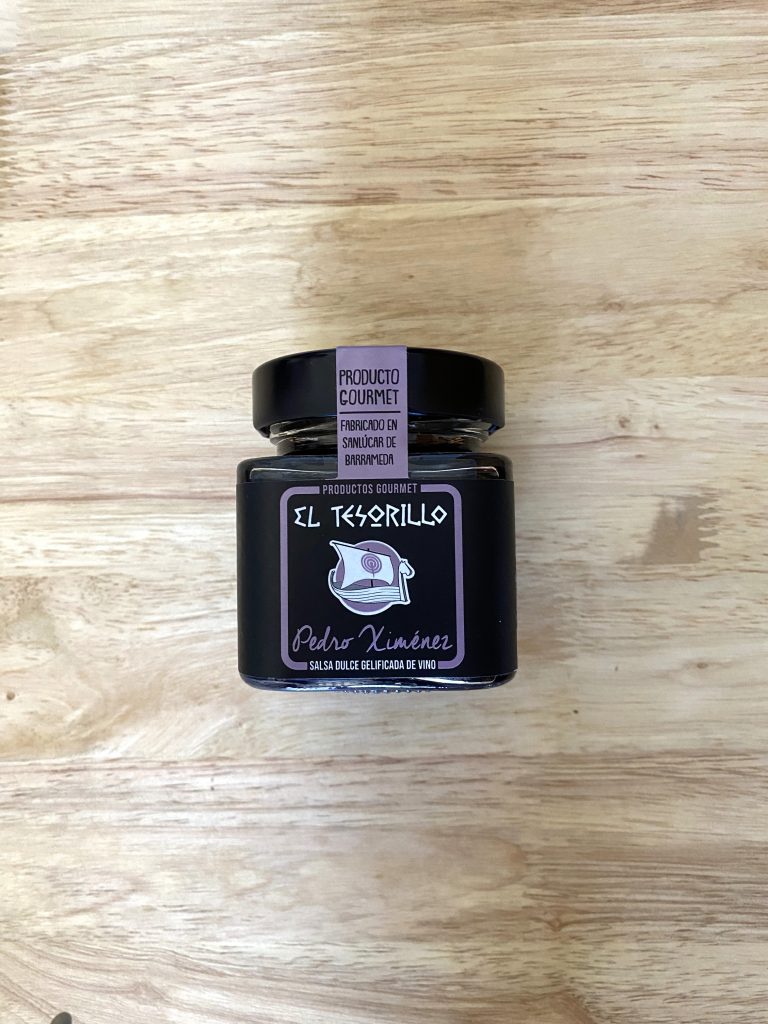 PRODUCTO
GOURMET
FABRICADO EN
SANLÚCAR DE
BARRAMEDA
PRODUCTOS GOURMET
EL TESORILLO
Pedro Ximénez
SALSA DULCE GELIFICADA DE VINO